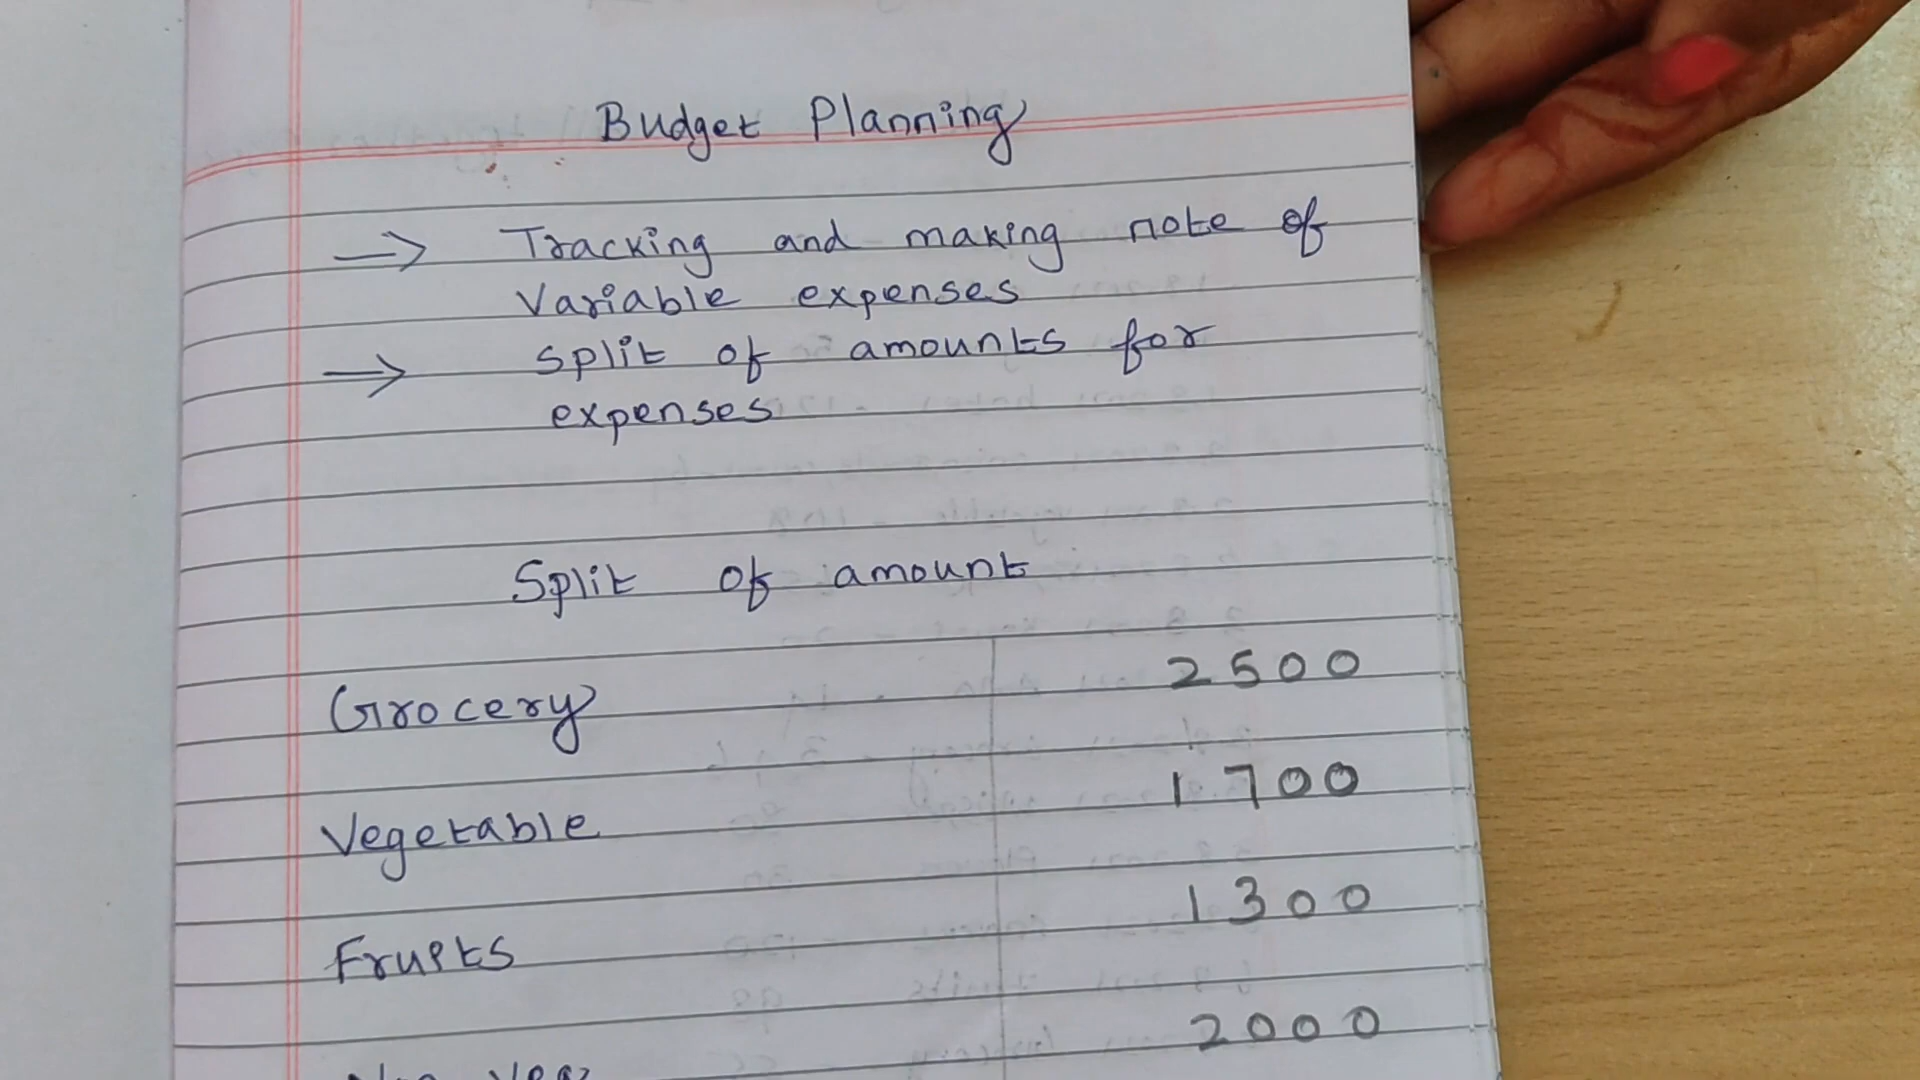 Budget Planning
→ Tracking and making note of
Variable expenses
→ Split of amounts for
expenses
Split of amount
Grocery 2500
Vegetable 1700
Fruits 1300
2000